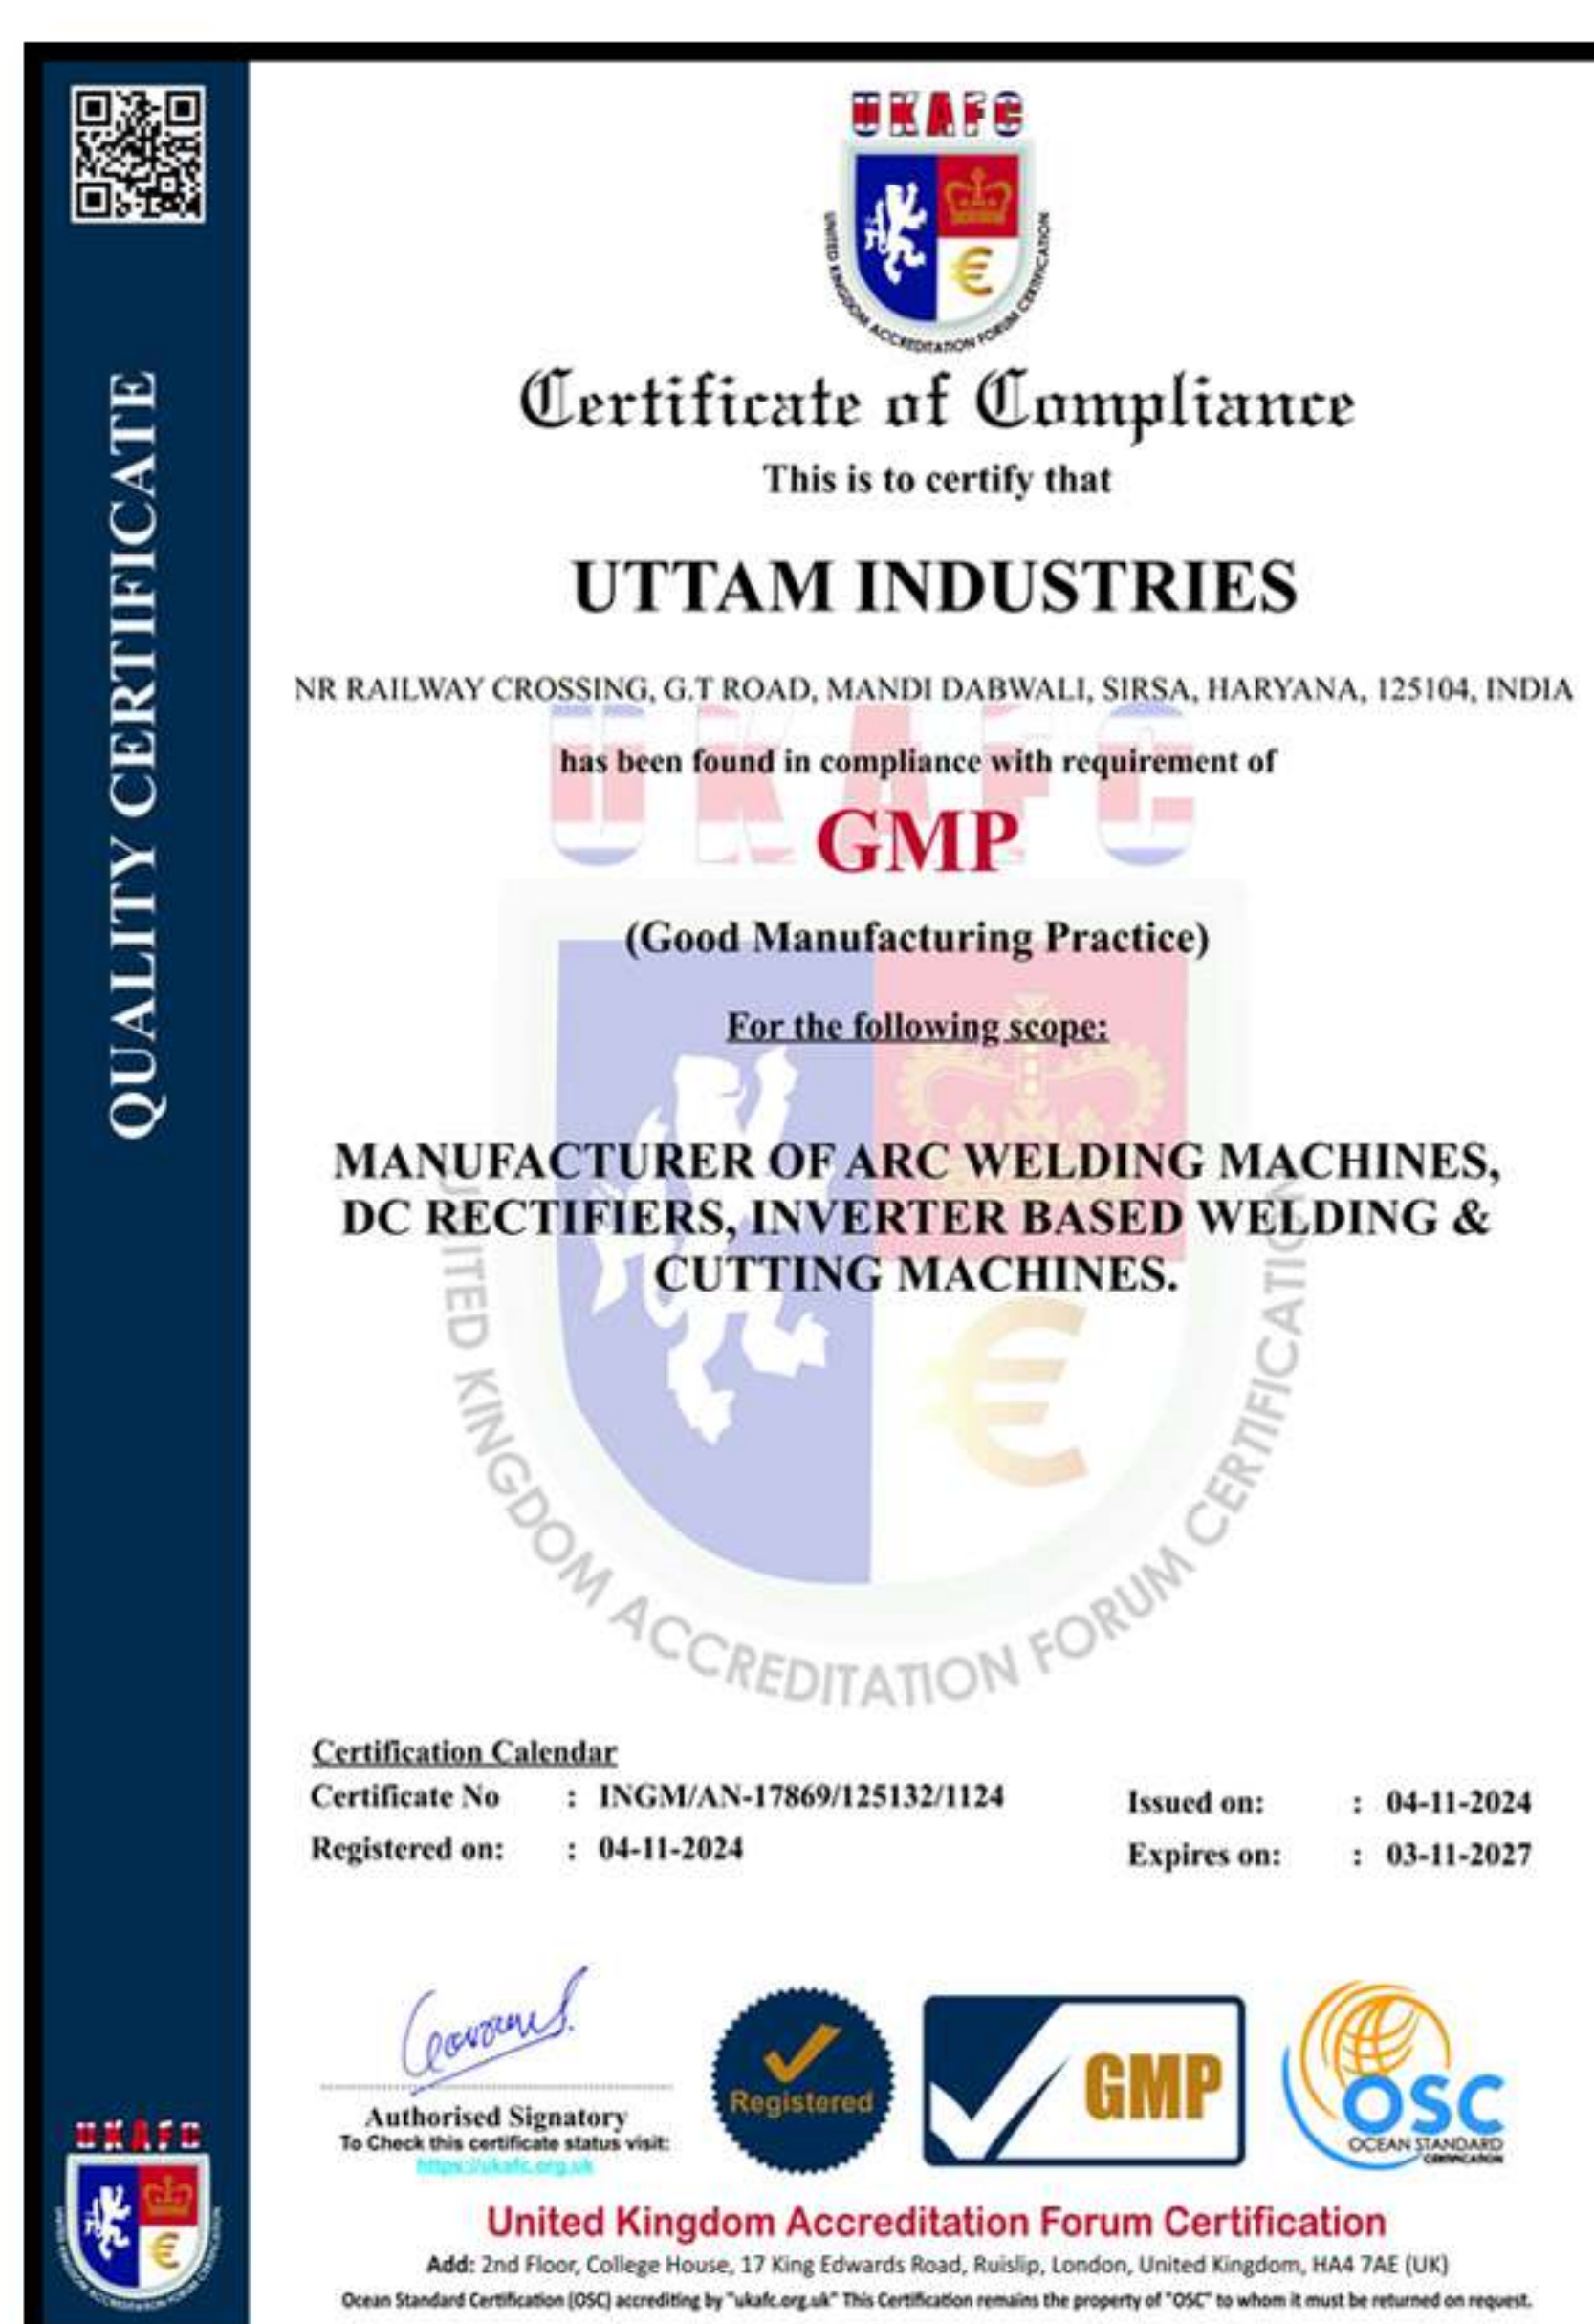 QUALITY CERTIFICATE
UKAFC
UNITED KINGDOM ACCREDITATION FORUM CERTIFICATION
Certificate of Compliance
This is to certify that
UTTAM INDUSTRIES
NR RAILWAY CROSSING, G.T ROAD, MANDI DABWALI, SIRSA, HARYANA, 125104, INDIA
UKAFC
has been found in compliance with requirement of
GMP
(Good Manufacturing Practice)
For the following scope:
MANUFACTURER OF ARC WELDING MACHINES,
DC RECTIFIERS, INVERTER BASED WELDING &
CUTTING MACHINES.
UNITED KINGDOM ACCREDITATION FORUM CERTIFICATION
Certification Calendar
Certificate No : INGM/AN-17869/125132/1124
Issued on: : 04-11-2024
Registered on: : 04-11-2024
Expires on: : 03-11-2027
Authorised Signatory
To Check this certificate status visit:
https://ukafc.org.uk
Registered
GMP
OSC
OCEAN STANDARD
CERTIFICATION
UKAFC
UNITED KINGDOM ACCREDITATION FORUM CERTIFICATION
United Kingdom Accreditation Forum Certification
Add: 2nd Floor, College House, 17 King Edwards Road, Ruislip, London, United Kingdom, HA4 7AE (UK)
Ocean Standard Certification (OSC) accrediting by "ukafc.org.uk" This Certification remains the property of "OSC" to whom it must be returned on request.